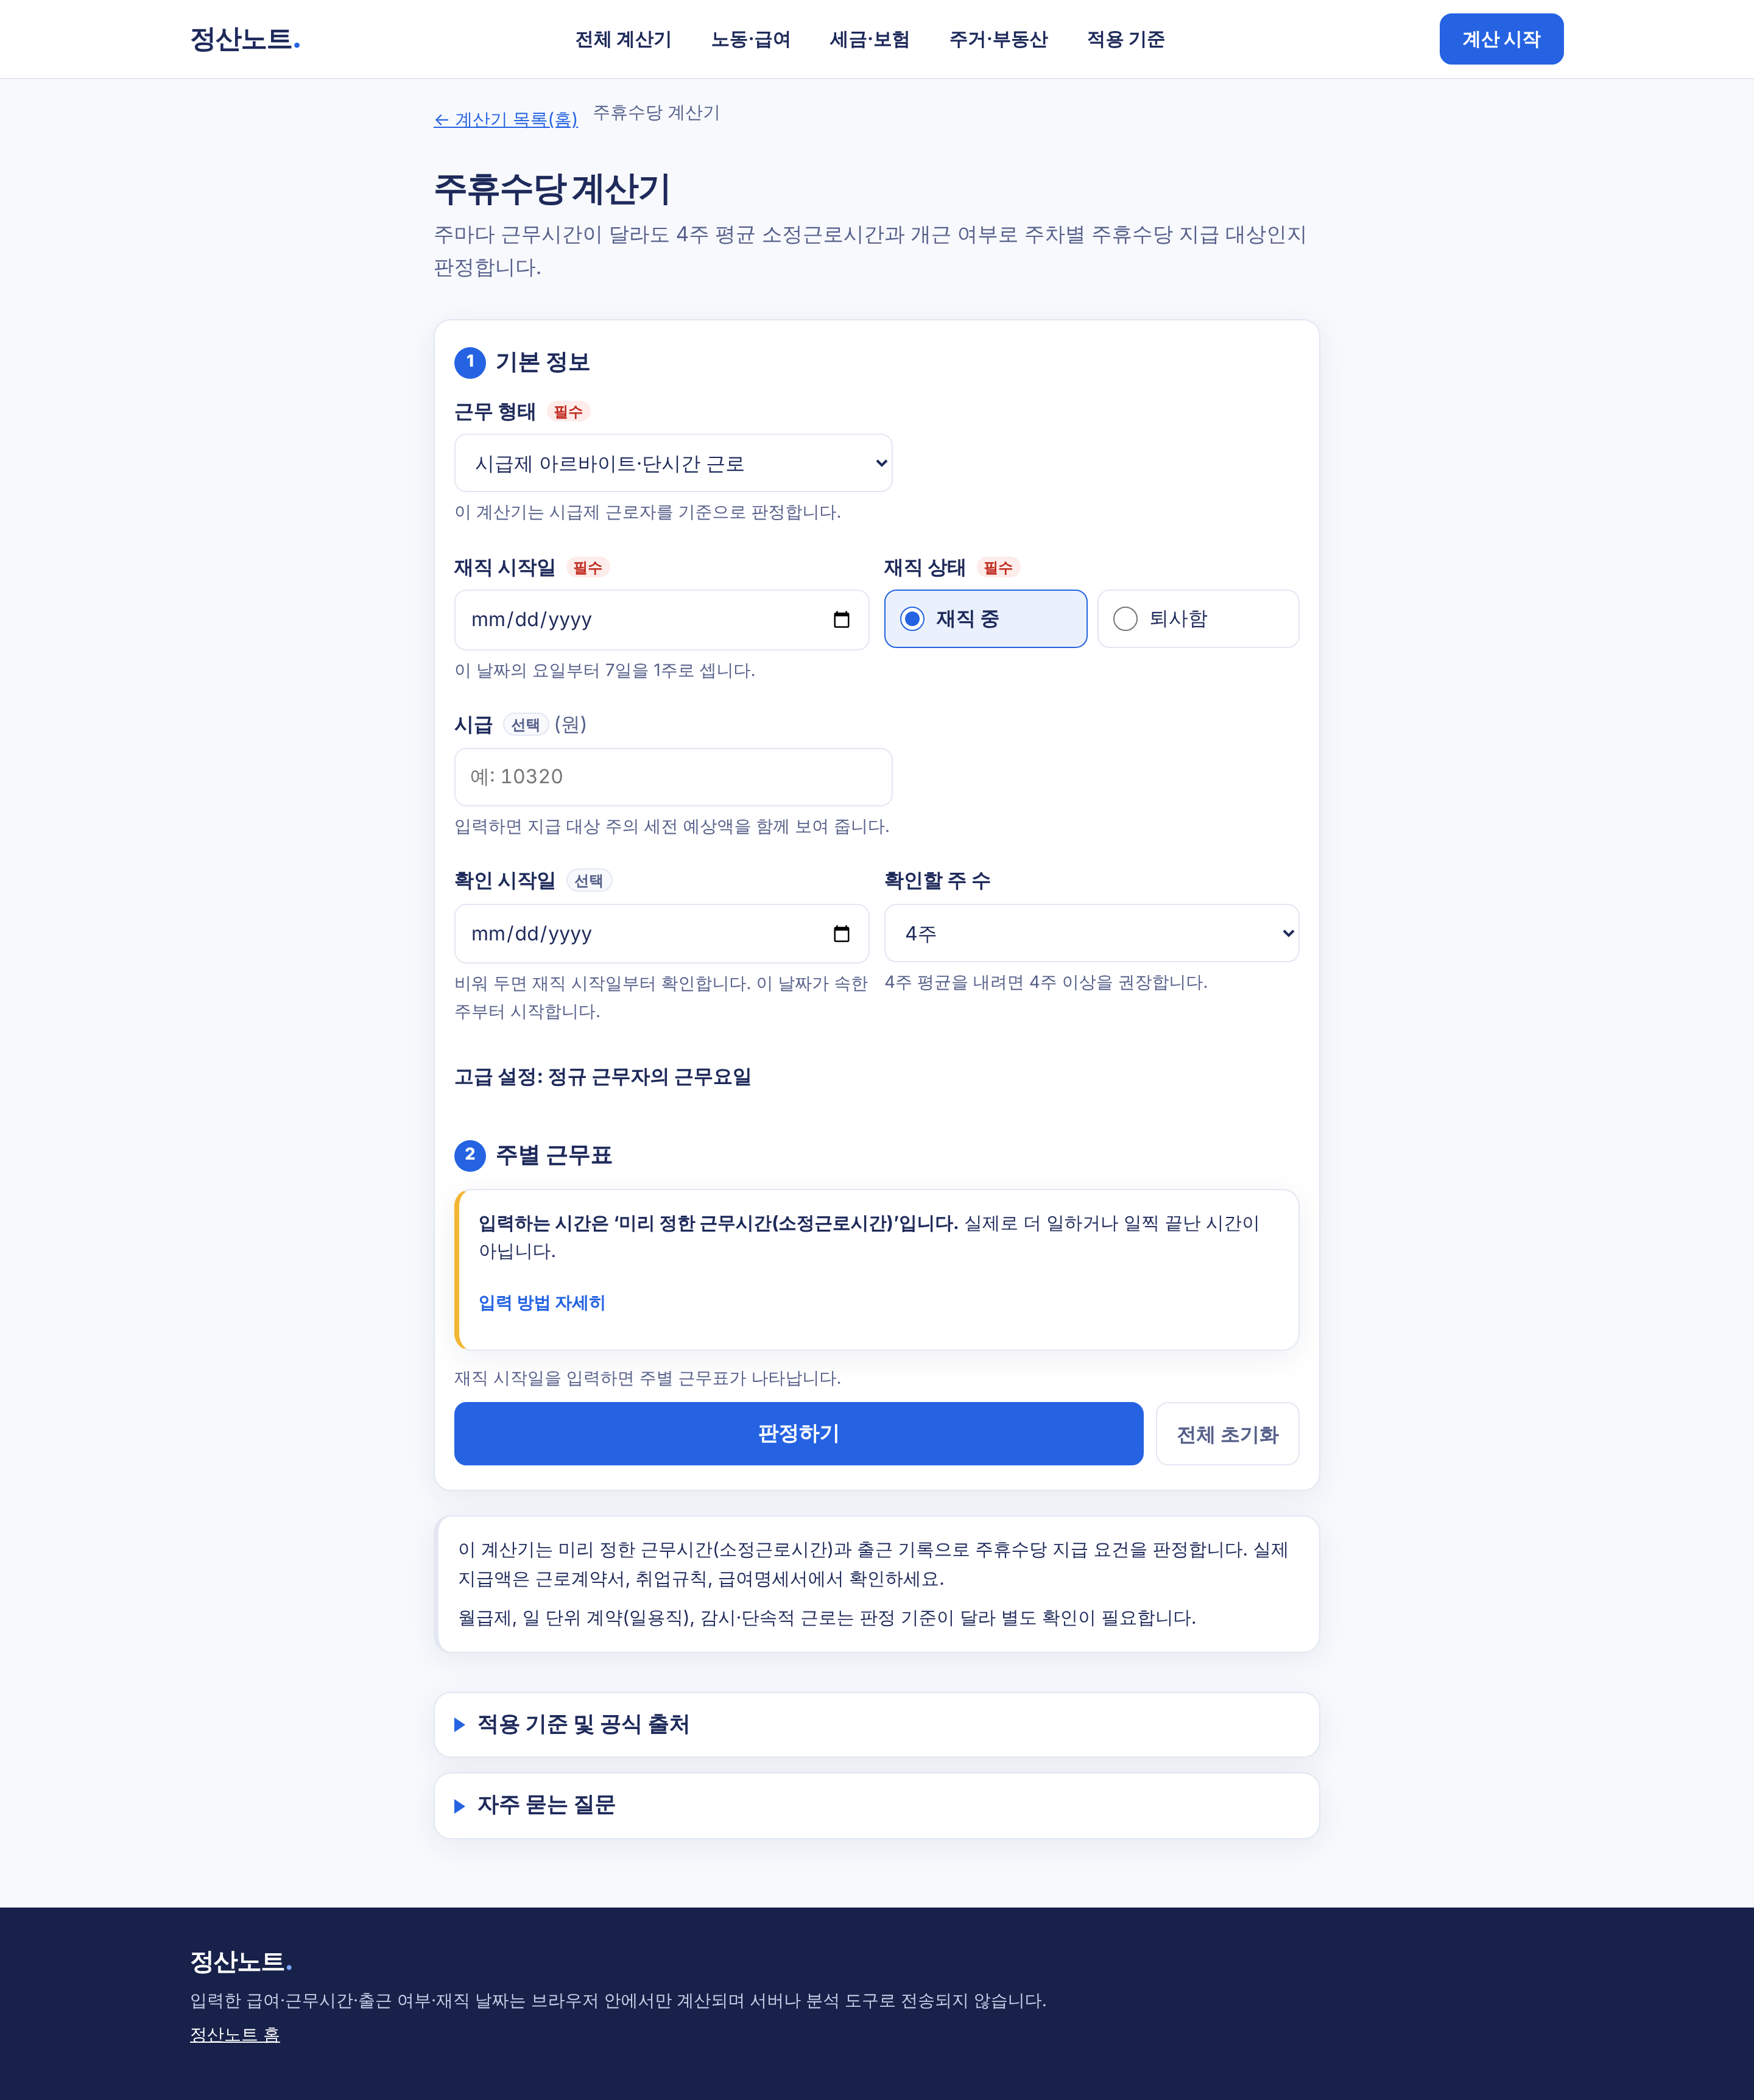 정산노트.
전체 계산기
노동·급여
세금·보험
주거·부동산
적용 기준
계산 시작
← 계산기 목록(홈)
주휴수당 계산기
주휴수당 계산기
주마다 근무시간이 달라도 4주 평균 소정근로시간과 개근 여부로 주차별 주휴수당 지급 대상인지
판정합니다.
1 기본 정보
근무 형태 필수
시급제 아르바이트·단시간 근로
이 계산기는 시급제 근로자를 기준으로 판정합니다.
재직 시작일 필수
mm/dd/yyyy
이 날짜의 요일부터 7일을 1주로 셉니다.
재직 상태 필수
재직 중
퇴사함
시급 선택 (원)
예: 10320
입력하면 지급 대상 주의 세전 예상액을 함께 보여 줍니다.
확인 시작일 선택
mm/dd/yyyy
비워 두면 재직 시작일부터 확인합니다. 이 날짜가 속한
주부터 시작합니다.
확인할 주 수
4주
4주 평균을 내려면 4주 이상을 권장합니다.
고급 설정: 정규 근무자의 근무요일
2 주별 근무표
입력하는 시간은 ‘미리 정한 근무시간(소정근로시간)’입니다. 실제로 더 일하거나 일찍 끝난 시간이
아닙니다.
입력 방법 자세히
재직 시작일을 입력하면 주별 근무표가 나타납니다.
판정하기
전체 초기화
이 계산기는 미리 정한 근무시간(소정근로시간)과 출근 기록으로 주휴수당 지급 요건을 판정합니다. 실제
지급액은 근로계약서, 취업규칙, 급여명세서에서 확인하세요.
월급제, 일 단위 계약(일용직), 감시·단속적 근로는 판정 기준이 달라 별도 확인이 필요합니다.
적용 기준 및 공식 출처
자주 묻는 질문
정산노트.
입력한 급여·근무시간·출근 여부·재직 날짜는 브라우저 안에서만 계산되며 서버나 분석 도구로 전송되지 않습니다.
정산노트 홈